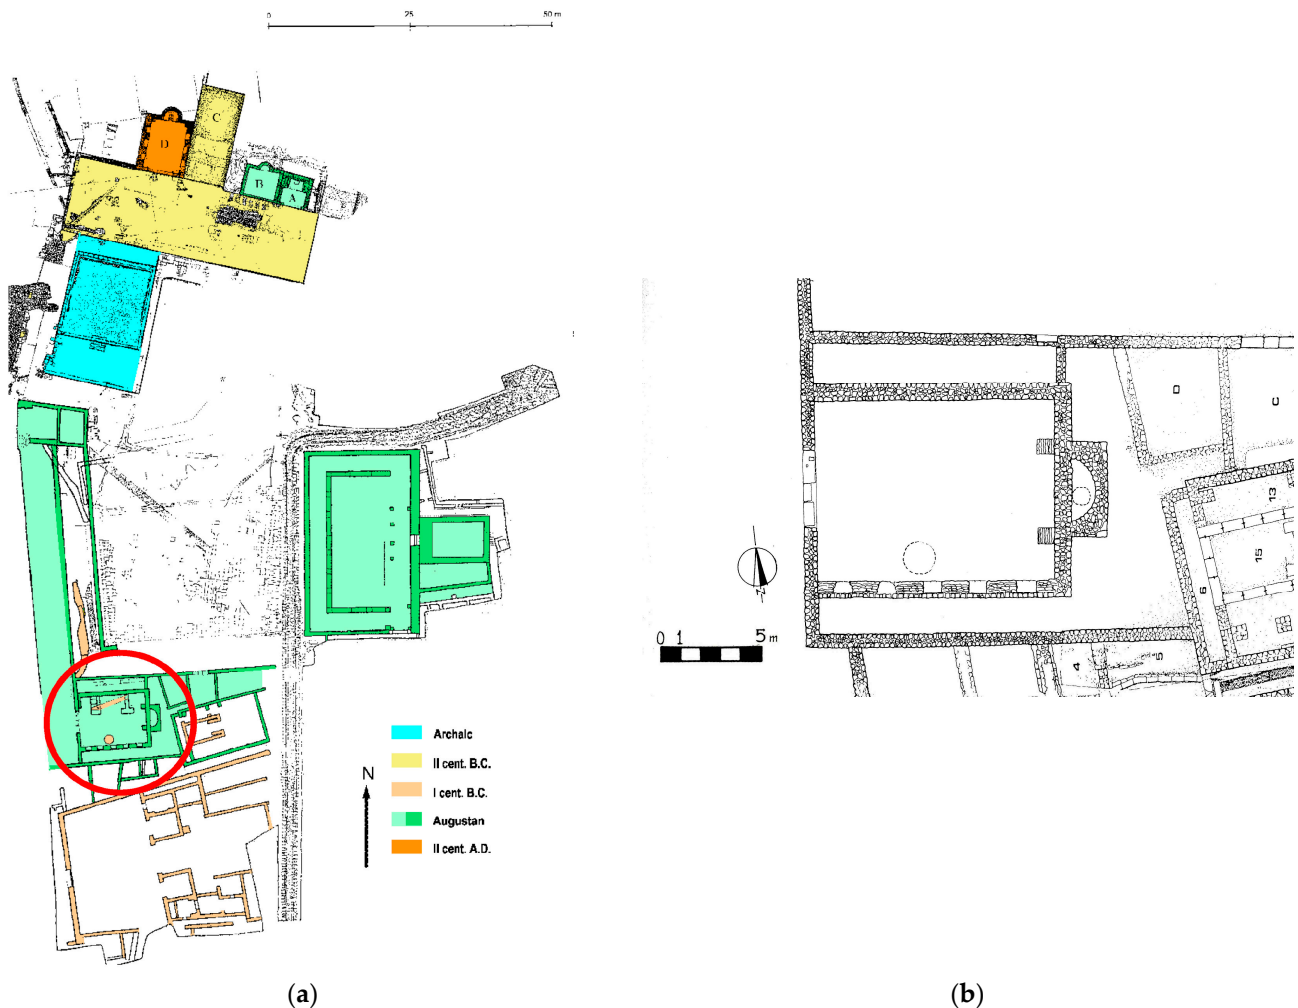 0 25 50 m
C
D
B
A
Archaic
II cent. B.C.
I cent. B.C.
Augustan
II cent. A.D.
N
D
C
13
15
6
4
5
N
0 1 5 m
(a) (b)